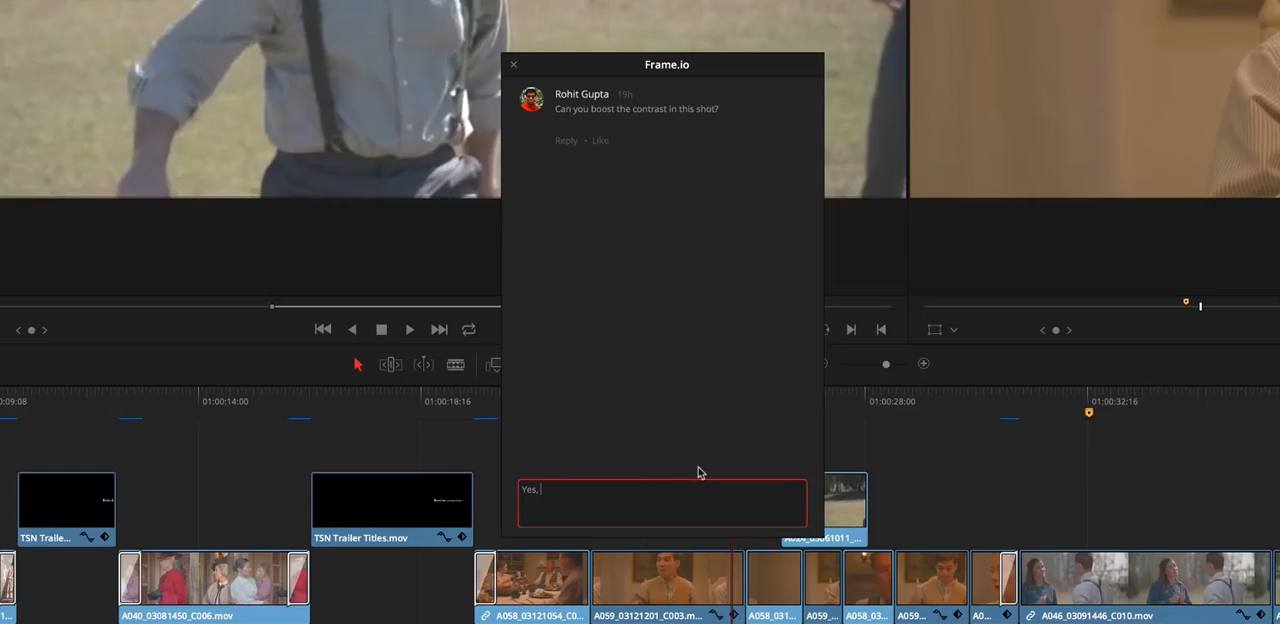 Frame.io
Rohit Gupta 19h
Can you boost the contrast in this shot?
Reply • Like
Yes,
01:00:14:00
01:00:18:16
01:00:28:00
01:00:32:16
TSN Traile...
TSN Trailer Titles.mov
A040_03081450_C006.mov
A058_03121054_C0...
A059_03121201_C003.m...
A058_031...
A059...
A058_03...
A059...
A0...
A046_03091446_C010.mov